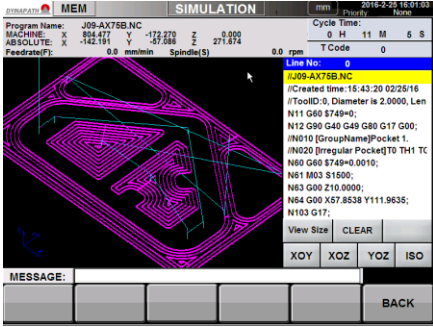 DYNAPATH MEM SIMULATION mm Priority 2016-2-25 16:01:03 None
Program Name: J09-AX75B.NC
MACHINE: X 804.477 Y -172.270 Z 0.000
ABSOLUTE: X -142.191 Y -67.086 Z 271.674
Feedrate(F): 0.0 mm/min Spindle(S) 0.0 rpm
Cycle Time:
0 H 11 M 5 S
T Code 0
Line No: 0
//J09-AX75B.NC
//Created time:15:43:20 02/25/16
//ToolID:0, Diameter is 2.0000, Len
N11 G60 $749=0;
N12 G90 G40 G49 G80 G17 G00;
//N010 [GroupName]Pocket 1.
//N020 [Irregular Pocket]T0 TH1 TC
N60 G60 $749=0.0010;
N61 M03 S1500;
N63 G00 Z10.0000;
N64 G00 X57.8538 Y111.9635;
N103 G17;
View Size CLEAR
XOY XOZ YOZ ISO
MESSAGE:
BACK